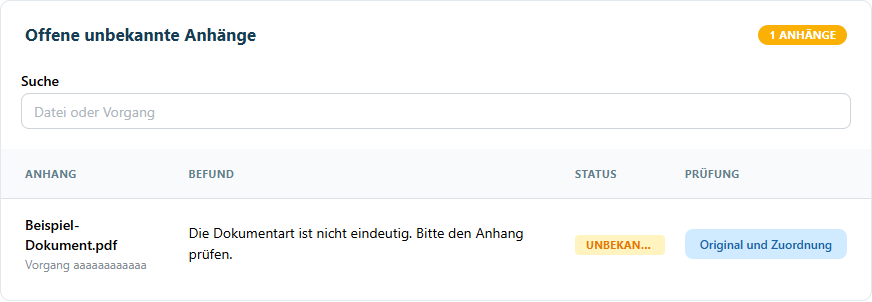 Offene unbekannte Anhänge
1 ANHÄNGE
Suche
Datei oder Vorgang
ANHANG BEFUND STATUS PRÜFUNG
Beispiel-
Dokument.pdf
Vorgang aaaaaaaaaaaa
Die Dokumentart ist nicht eindeutig. Bitte den Anhang
prüfen.
UNBEKAN...
Original und Zuordnung